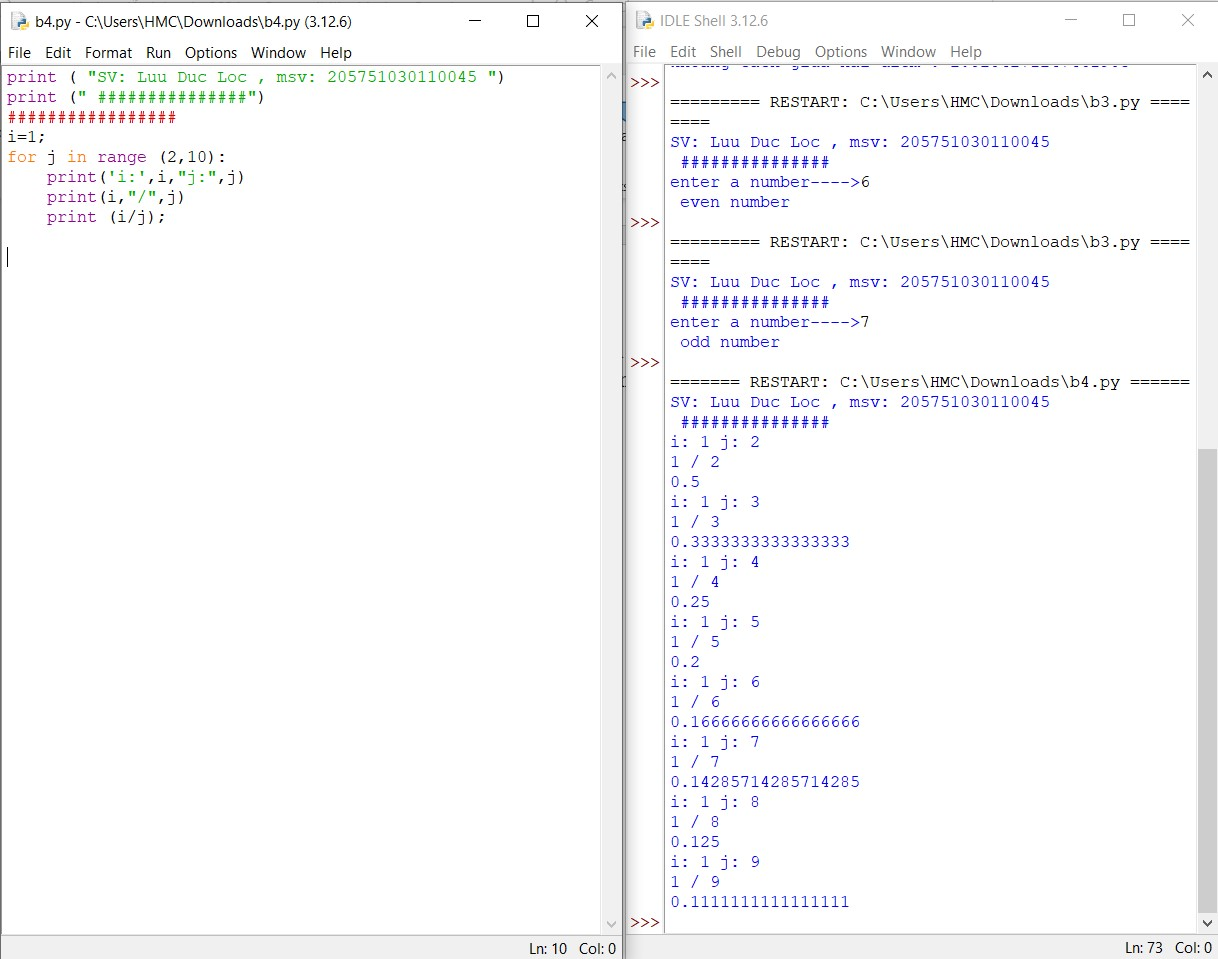 b4.py - C:\Users\HMC\Downloads\b4.py (3.12.6)
File Edit Format Run Options Window Help
print ( "SV: Luu Duc Loc , msv: 205751030110045 ")
print (" ###############")
#################
i=1;
for j in range (2,10):
    print('i:',i,"j:",j)
    print(i,"/",j)
    print (i/j);
Ln: 10 Col: 0
IDLE Shell 3.12.6
File Edit Shell Debug Options Window Help
>>>
========= RESTART: C:\Users\HMC\Downloads\b3.py ====
====
SV: Luu Duc Loc , msv: 205751030110045
 ###############
enter a number---->6
 even number
>>>
========= RESTART: C:\Users\HMC\Downloads\b3.py ====
====
SV: Luu Duc Loc , msv: 205751030110045
 ###############
enter a number---->7
 odd number
>>>
======= RESTART: C:\Users\HMC\Downloads\b4.py ======
SV: Luu Duc Loc , msv: 205751030110045
 ###############
i: 1 j: 2
1 / 2
0.5
i: 1 j: 3
1 / 3
0.3333333333333333
i: 1 j: 4
1 / 4
0.25
i: 1 j: 5
1 / 5
0.2
i: 1 j: 6
1 / 6
0.16666666666666666
i: 1 j: 7
1 / 7
0.14285714285714285
i: 1 j: 8
1 / 8
0.125
i: 1 j: 9
1 / 9
0.1111111111111111
>>>
Ln: 73 Col: 0